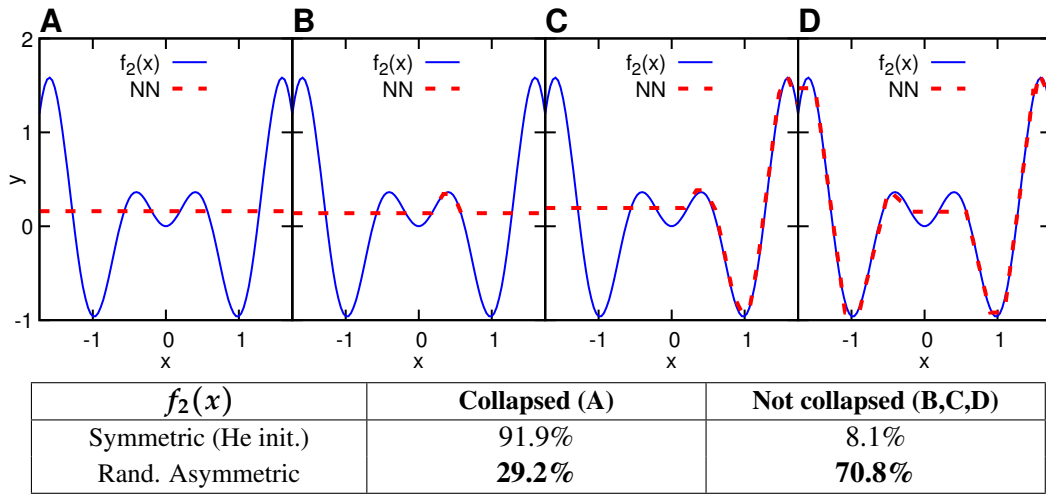 A B C D
2
1
0
-1
y
f₂(x)
NN
f₂(x)
NN
f₂(x)
NN
f₂(x)
NN
-1 0 1 -1 0 1 -1 0 1 -1 0 1
x x x x
f₂(x) Collapsed (A) Not collapsed (B,C,D)
Symmetric (He init.) 91.9% 8.1%
Rand. Asymmetric 29.2% 70.8%